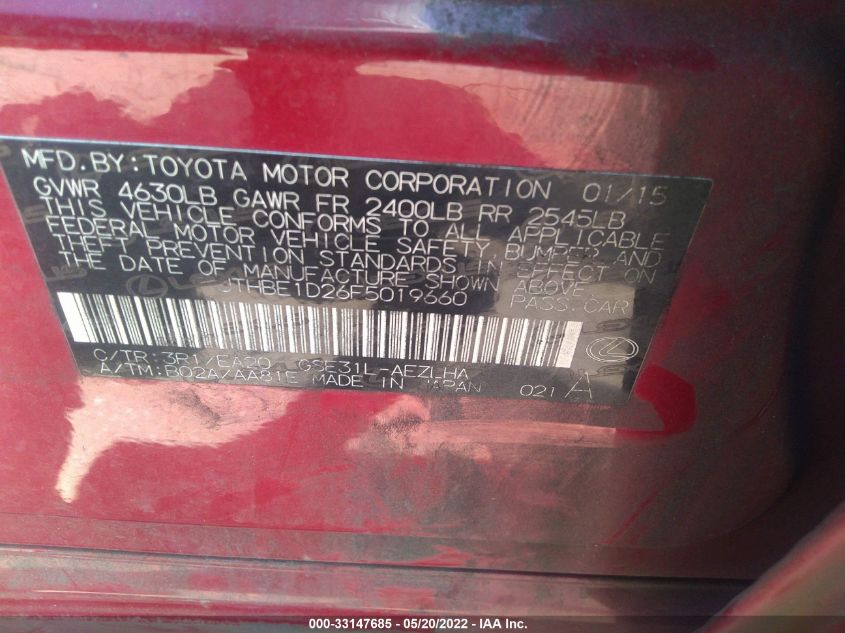 MFD.BY:TOYOTA MOTOR CORPORATION 01/15
GVWR 4630LB GAWR FR 2400LB RR 2545LB
THIS VEHICLE CONFORMS TO ALL APPLICABLE
FEDERAL MOTOR VEHICLE SAFETY, BUMPER AND
THEFT PREVENTION STANDARDS IN EFFECT ON
THE DATE OF MANUFACTURE SHOWN ABOVE
JTHBE1D26F5019660 PASS.CAR
C/TR:3R1/EA20 GSE31L-AEZLHA
A/TM:B02A/AA81E MADE IN JAPAN 021 A
000-33147685 - 05/20/2022 - IAA Inc.